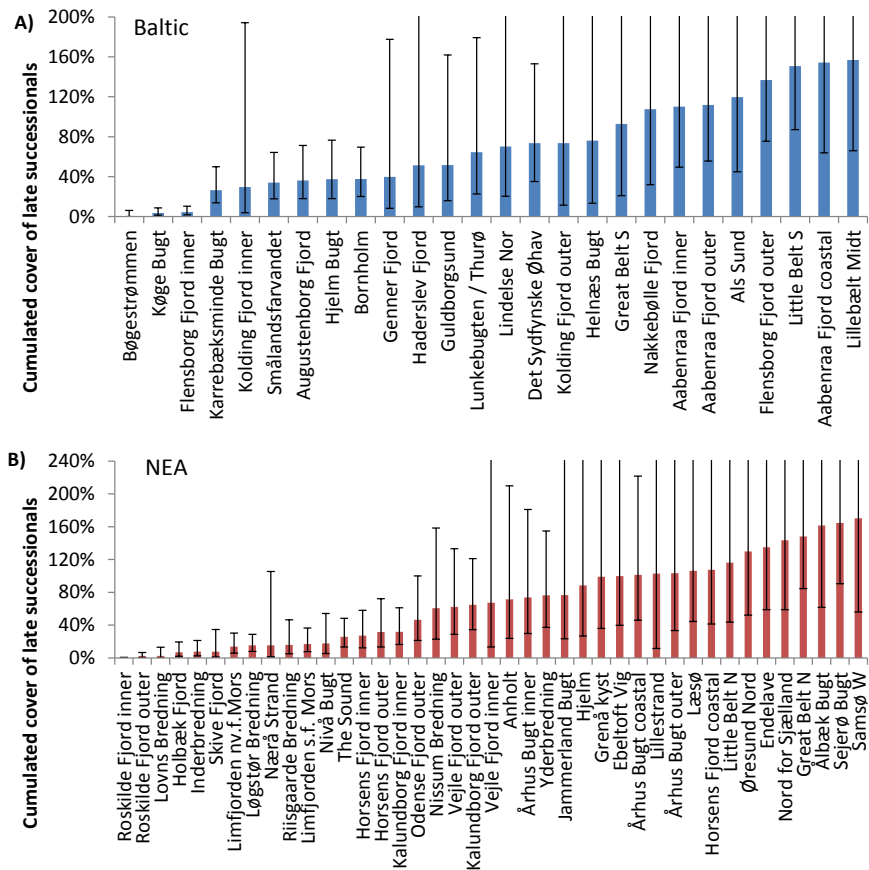 A)
Baltic
Cumulated cover of late successionals
200%
160%
120%
80%
40%
0%
Bøgestrømmen
Køge Bugt
Flensborg Fjord inner
Karrebæksminde Bugt
Kolding Fjord inner
Smålandsfarvandet
Augustenborg Fjord
Hjelm Bugt
Bornholm
Genner Fjord
Haderslev Fjord
Guldborgsund
Lunkebugten / Thurø
Lindelse Nor
Det Sydfynske Øhav
Kolding Fjord outer
Helnæs Bugt
Great Belt S
Nakkebølle Fjord
Aabenraa Fjord inner
Aabenraa Fjord outer
Als Sund
Flensborg Fjord outer
Little Belt S
Aabenraa Fjord coastal
Lillebælt Midt
B)
NEA
Cumulated cover of late successionals
240%
200%
160%
120%
80%
40%
0%
Roskilde Fjord inner
Roskilde Fjord outer
Lovns Bredning
Holbæk Fjord
Inderbredning
Skive Fjord
Limfjorden nv.f. Mors
Løgstør Bredning
Nærå Strand
Riisgaarde Bredning
Limfjorden s.f. Mors
Nivå Bugt
The Sound
Horsens Fjord inner
Horsens Fjord outer
Kalundborg Fjord inner
Odense Fjord outer
Nissum Bredning
Vejle Fjord outer
Kalundborg Fjord outer
Vejle Fjord inner
Anholt
Århus Bugt inner
Yderbredning
Jammerland Bugt
Hjelm
Grenå kyst
Ebeltoft Vig
Århus Bugt coastal
Lillestrand
Århus Bugt outer
Læsø
Horsens Fjord coastal
Little Belt N
Øresund Nord
Endelave
Nord for Sjælland
Great Belt N
Ålbæk Bugt
Sejerø Bugt
Samsø W